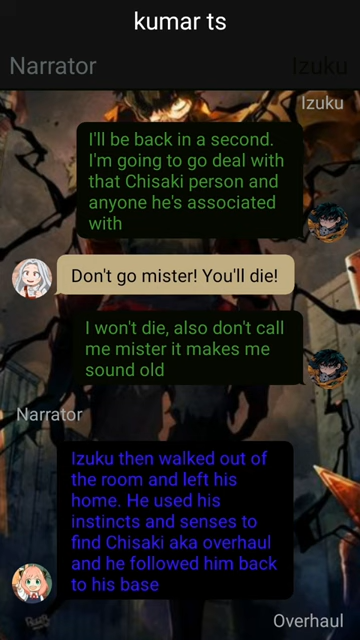 kumar ts
Narrator
Izuku
Izuku
I'll be back in a second.
I'm going to go deal with
that Chisaki person and
anyone he's associated
with
Don't go mister! You'll die!
I won't die, also don't call
me mister it makes me
sound old
Narrator
Izuku then walked out of
the room and left his
home. He used his
instincts and senses to
find Chisaki aka overhaul
and he followed him back
to his base
Overhaul